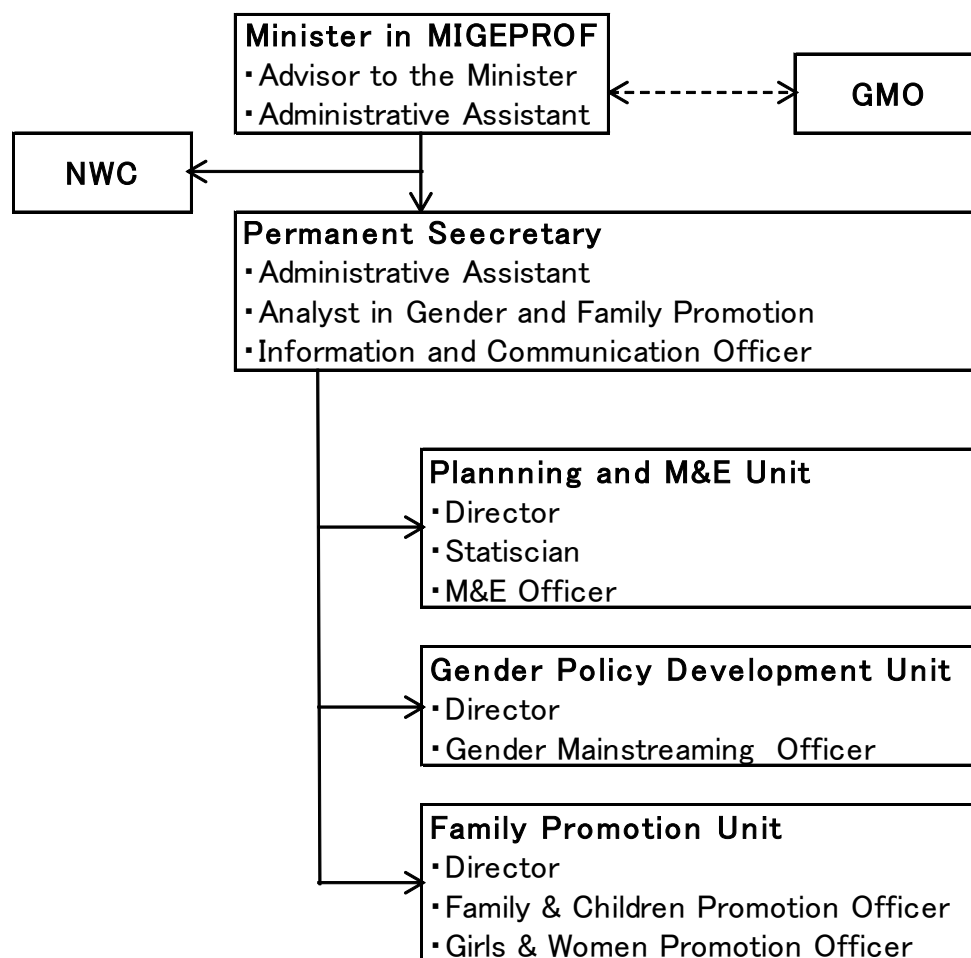 Minister in MIGEPROF
・Advisor to the Minister
・Administrative Assistant
GMO
NWC
Permanent Seecretary
・Administrative Assistant
・Analyst in Gender and Family Promotion
・Information and Communication Officer
Plannning and M&E Unit
・Director
・Statiscian
・M&E Officer
Gender Policy Development Unit
・Director
・Gender Mainstreaming  Officer
Family Promotion Unit
・Director
・Family & Children Promotion Officer
・Girls & Women Promotion Officer